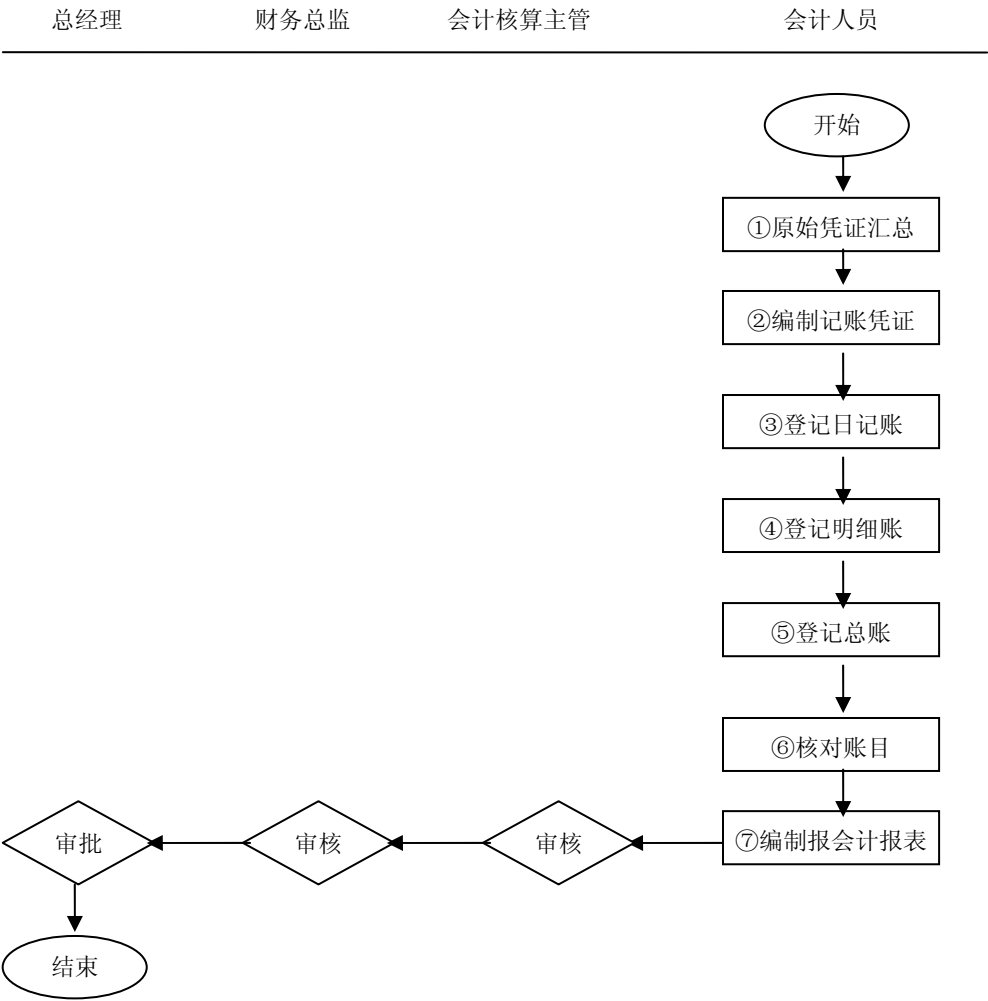 总经理 财务总监 会计核算主管 会计人员
开始
①原始凭证汇总
②编制记账凭证
③登记日记账
④登记明细账
⑤登记总账
⑥核对账目
审批 审核 审核 ⑦编制报会计报表
结束